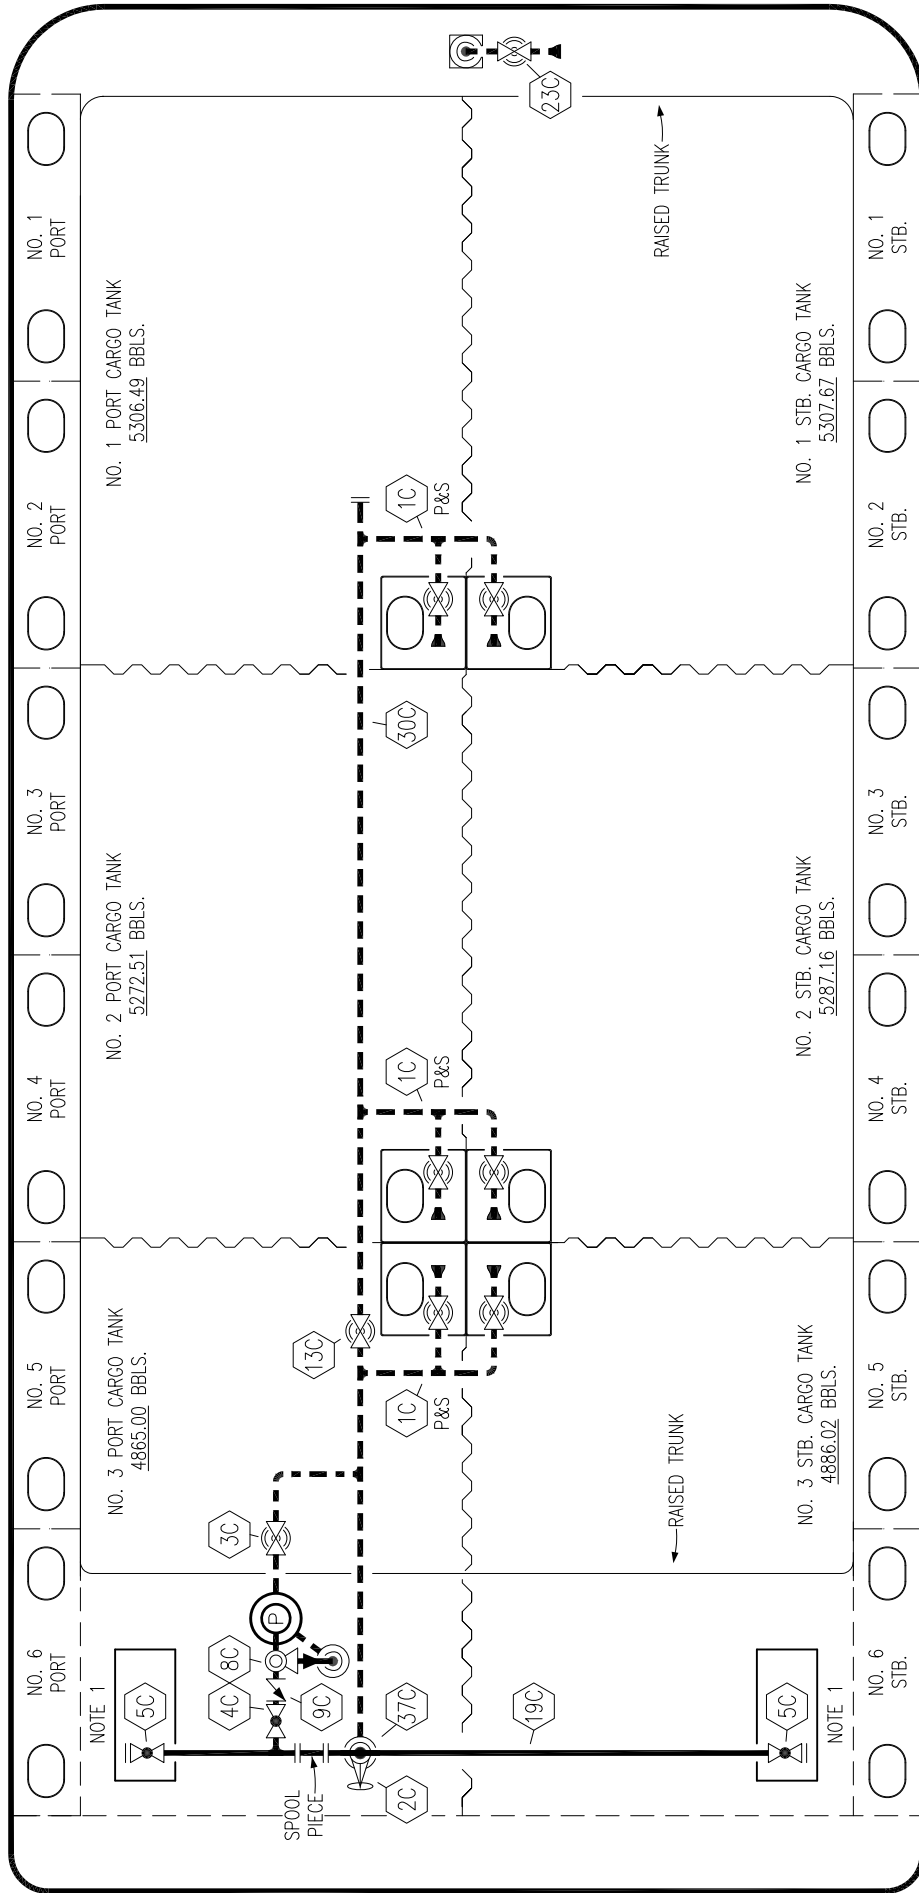 NO. 6
PORT
NO. 5
PORT
NO. 4
PORT
NO. 3
PORT
NO. 2
PORT
NO. 1
PORT
NOTE 1
5C
NO. 3 PORT CARGO TANK
4865.00 BBLS.
NO. 2 PORT CARGO TANK
5272.51 BBLS.
NO. 1 PORT CARGO TANK
5306.49 BBLS.
4C
8C
3C
P
9C
SPOOL
PIECE
13C
2C
37C
1C
P&S
1C
P&S
30C
1C
P&S
23C
19C
RAISED TRUNK
RAISED TRUNK
5C
NOTE 1
NO. 3 STB. CARGO TANK
4886.02 BBLS.
NO. 2 STB. CARGO TANK
5287.16 BBLS.
NO. 1 STB. CARGO TANK
5307.67 BBLS.
NO. 6
STB.
NO. 5
STB.
NO. 4
STB.
NO. 3
STB.
NO. 2
STB.
NO. 1
STB.